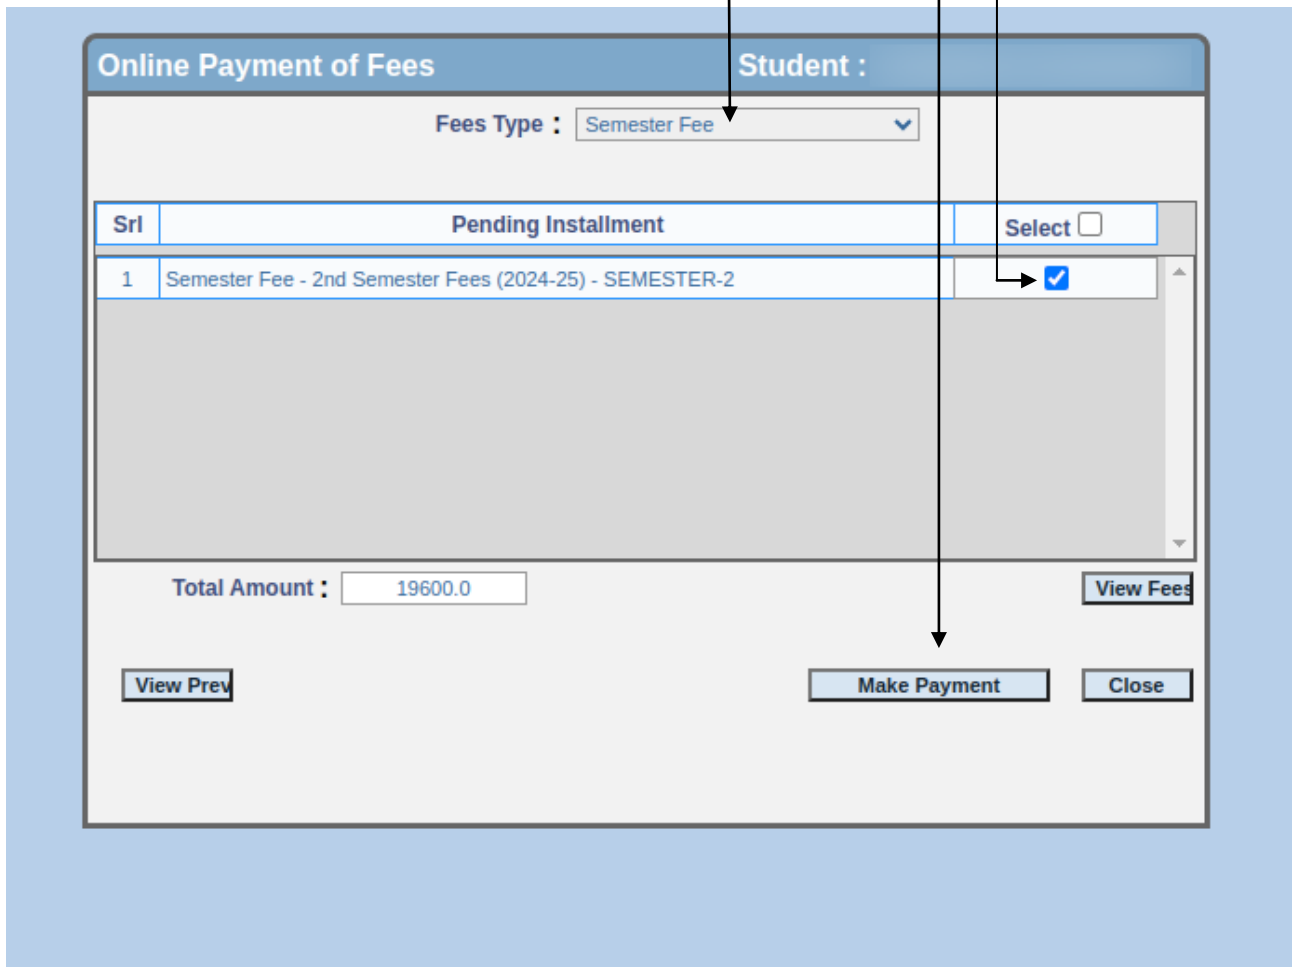 Online Payment of Fees Student :
Fees Type : Semester Fee
Srl Pending Installment Select
1 Semester Fee - 2nd Semester Fees (2024-25) - SEMESTER-2
Total Amount : 19600.0 View Fees
View Prev Make Payment Close